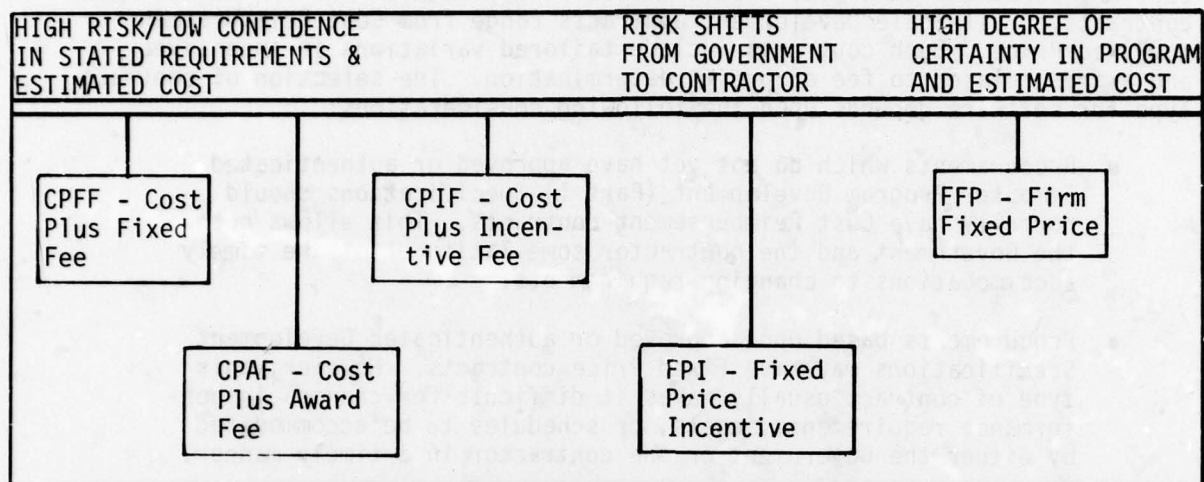 HIGH RISK/LOW CONFIDENCE
IN STATED REQUIREMENTS &
ESTIMATED COST
RISK SHIFTS
FROM GOVERNMENT
TO CONTRACTOR
HIGH DEGREE OF
CERTAINTY IN PROGRAM
AND ESTIMATED COST
CPFF - Cost
Plus Fixed
Fee
CPIF - Cost
Plus Incen-
tive Fee
FFP - Firm
Fixed Price
CPAF - Cost
Plus Award
Fee
FPI - Fixed
Price
Incentive